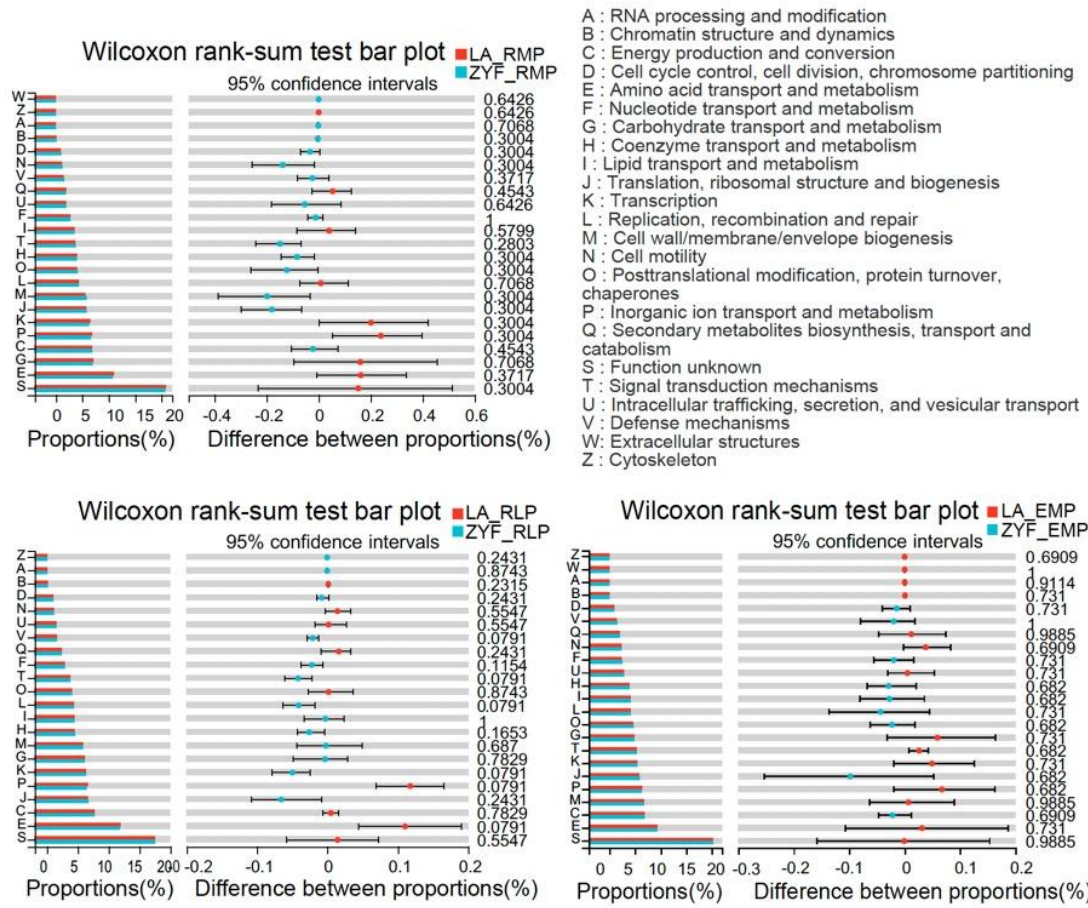 Wilcoxon rank-sum test bar plot
LA_RMP
ZYF_RMP
95% confidence intervals
W 0.6426
Z 0.6426
A 0.7068
B 0.3004
D 0.3004
N 0.3004
V 0.3717
Q 0.4543
U 0.6426
F 1
I 0.5799
T 0.2803
H 0.3004
O 0.3004
L 0.7068
M 0.3004
J 0.3004
K 0.3004
P 0.3004
C 0.4543
G 0.7068
E 0.3717
S 0.3004
0 5 10 15 20 -0.4 -0.2 0 0.2 0.4 0.6
Proportions(%) Difference between proportions(%)
A : RNA processing and modification
B : Chromatin structure and dynamics
C : Energy production and conversion
D : Cell cycle control, cell division, chromosome partitioning
E : Amino acid transport and metabolism
F : Nucleotide transport and metabolism
G : Carbohydrate transport and metabolism
H : Coenzyme transport and metabolism
I : Lipid transport and metabolism
J : Translation, ribosomal structure and biogenesis
K : Transcription
L : Replication, recombination and repair
M : Cell wall/membrane/envelope biogenesis
N : Cell motility
O : Posttranslational modification, protein turnover,
chaperones
P : Inorganic ion transport and metabolism
Q : Secondary metabolites biosynthesis, transport and
catabolism
S : Function unknown
T : Signal transduction mechanisms
U : Intracellular trafficking, secretion, and vesicular transport
V : Defense mechanisms
W : Extracellular structures
Z : Cytoskeleton
Wilcoxon rank-sum test bar plot
LA_RLP
ZYF_RLP
95% confidence intervals
Z 0.2431
A 0.8743
B 0.2315
D 0.2431
N 0.5547
U 0.5547
V 0.0791
Q 0.2431
F 0.1154
T 0.0791
O 0.8743
L 0.0791
I 1
H 0.1653
M 0.687
G 0.7829
K 0.0791
P 0.0791
J 0.2431
C 0.7829
E 0.0791
S 0.5547
0 5 10 15 20 -0.2 -0.1 0 0.1 0.2
Proportions(%) Difference between proportions(%)
Wilcoxon rank-sum test bar plot
LA_EMP
ZYF_EMP
95% confidence intervals
Z 0.6909
W 1
A 0.9114
B 0.731
D 0.731
V 1
Q 0.9885
N 0.6909
F 0.731
U 0.731
H 0.682
I 0.682
L 0.731
O 0.682
G 0.731
T 0.682
K 0.731
J 0.682
P 0.682
M 0.9885
C 0.6909
E 0.731
S 0.9885
0 5 10 15 20 -0.3 -0.2 -0.1 0 0.1 0.2
Proportions(%) Difference between proportions(%)